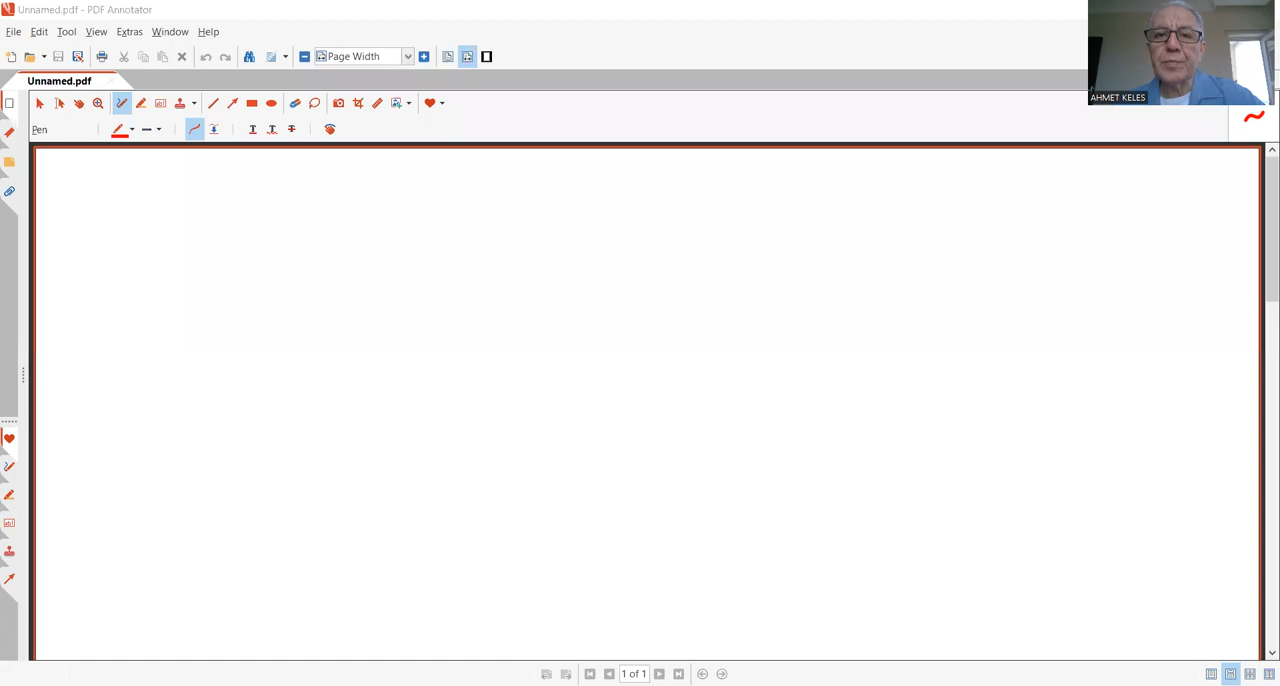 Unnamed.pdf - PDF Annotator
File Edit Tool View Extras Window Help
Page Width
Unnamed.pdf
AHMET KELES
Pen
1 of 1